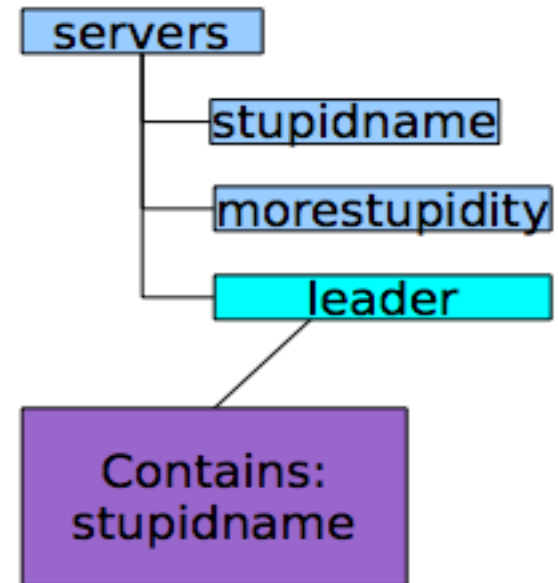 servers
stupidname
morestupidity
leader
Contains:
stupidname